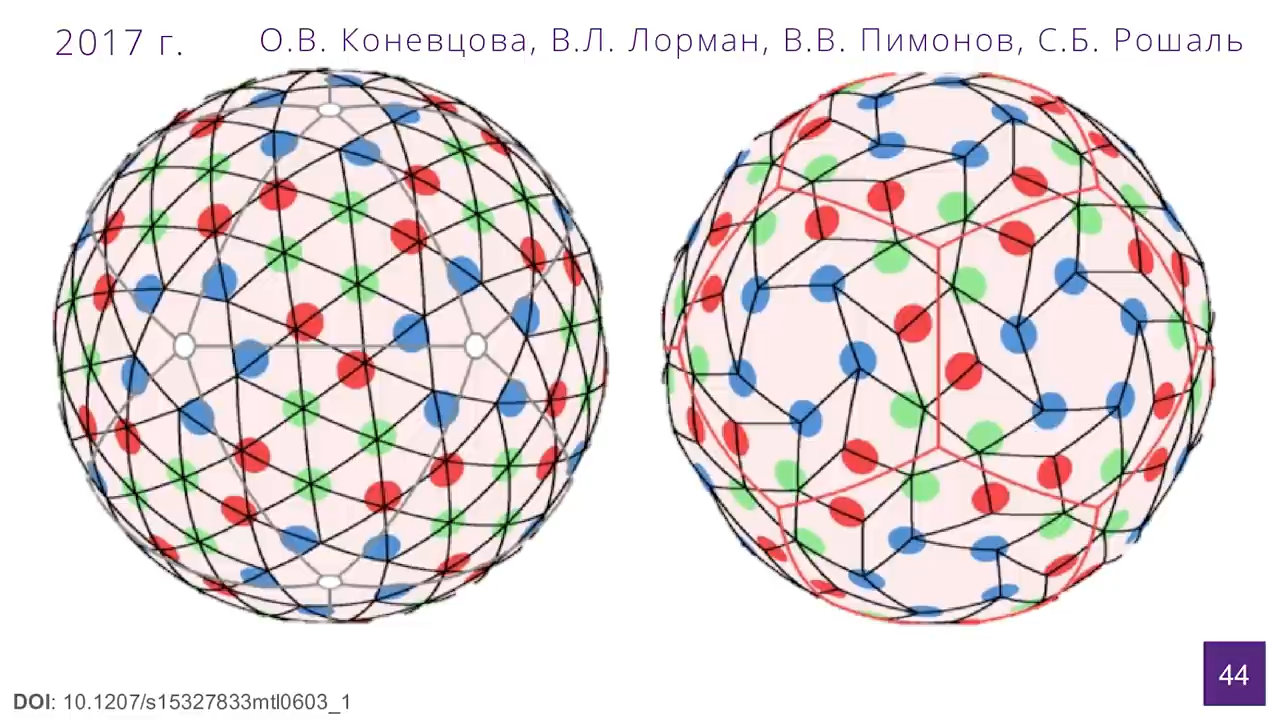 2017 г.
О.В. Коневцова, В.Л. Лорман, В.В. Пимонов, С.Б. Рошаль
44
DOI: 10.1207/s15327833mtl0603_1